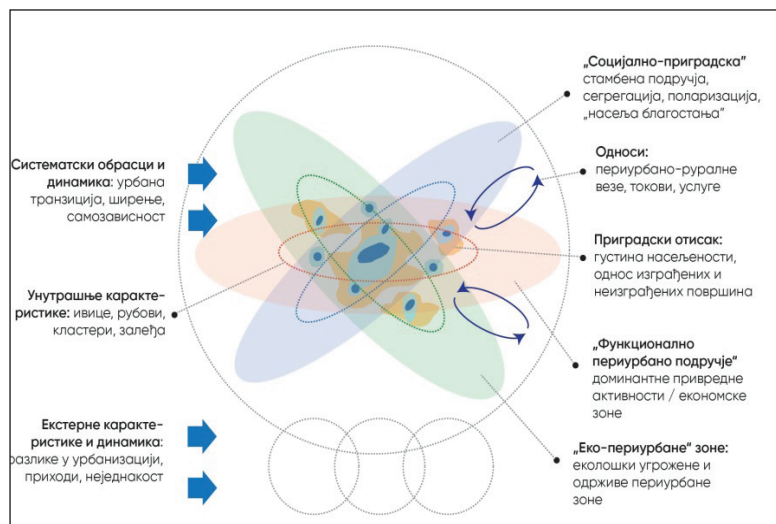 Систематски обрасци и
динамика: урбана
транзиција, ширење,
самозависност
Унутрашње каракте-
ристике: ивице, рубови,
кластери, залеђа
Екстерне каракте-
ристике и динамика:
разлике у урбанизацији,
приходи, неједнакост
„Социјално-приградска”
стамбена подручја,
сегрегација, поларизација,
„насеља благостања”
Односи:
периурбано-руралне
везе, токови, услуге
Приградски отисак:
густина насељености,
однос изграђених и
неизграђених површина
„Функционално
периурбано подручје”
доминантне привредне
активности / економске
зоне
„Еко-периурбане” зоне:
еколошки угрожене и
одрживе периурбане
зоне